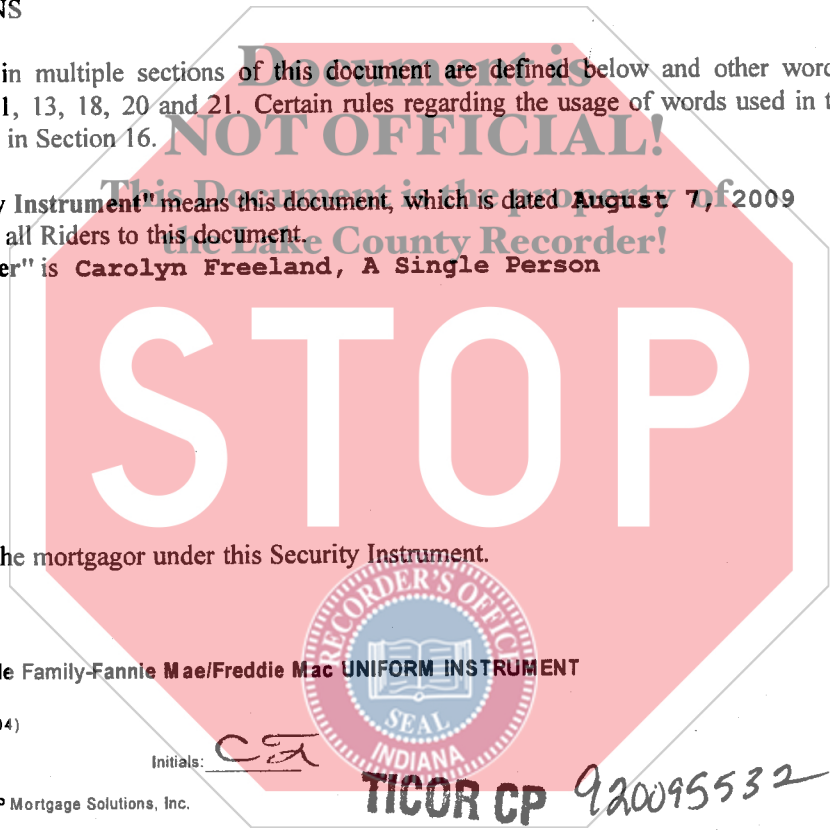 NS
Document is
in multiple sections of this document are defined below and other word
1, 13, 18, 20 and 21. Certain rules regarding the usage of words used in t
NOT OFFICIAL!
in Section 16.
This Document is the property of
y Instrument" means this document, which is dated August 7, 2009
all Riders to this document.
the Lake County Recorder!
er" is Carolyn Freeland, A Single Person
STOP
he mortgagor under this Security Instrument.
RECORDER'S OFFICE
le Family-Fannie Mae/Freddie Mac UNIFORM INSTRUMENT
04)
SEAL
INDIANA
Initials: CF
P Mortgage Solutions, Inc.
TICOR CP 920095532